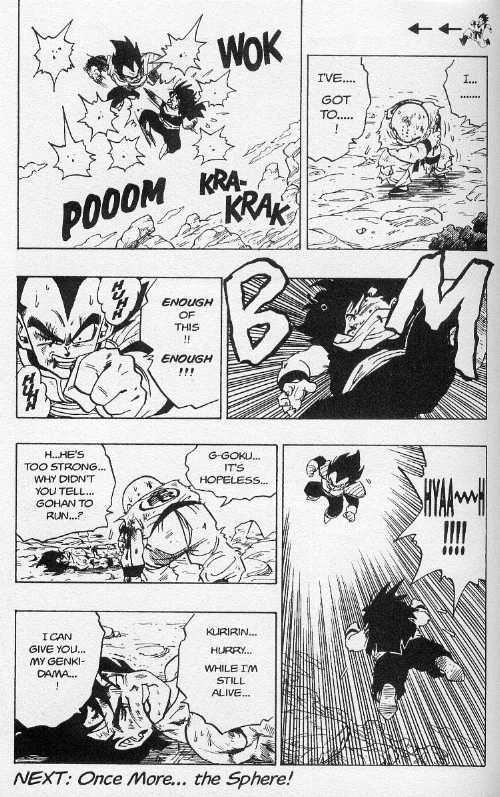 I...
.......
I'VE....
GOT
TO.....
!
WOK
KRA-
KRAK
POOOM
B M
ENOUGH
OF
THIS
!!
ENOUGH
!!!
HUH
HUH
HUH
HYAA~~H
!!!!
G-GOKU...
IT'S
HOPELESS...
H...HE'S
TOO STRONG...
WHY DIDN'T
YOU TELL...
GOHAN TO
RUN...?
KURIRIN...
HURRY...
WHILE I'M
STILL
ALIVE...
I CAN
GIVE YOU...
MY GENKI-
DAMA...
!
NEXT: Once More... the Sphere!